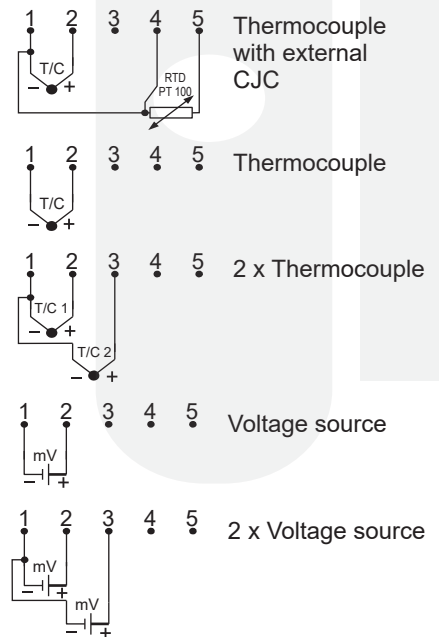 1 2 3 4 5
Thermocouple
with external
CJC
T/C
– +
RTD
PT 100
1 2 3 4 5
Thermocouple
T/C
– +
1 2 3 4 5
2 x Thermocouple
T/C 1
– +
T/C 2
– +
1 2 3 4 5
Voltage source
mV
– +
1 2 3 4 5
2 x Voltage source
mV
– +
mV
– +